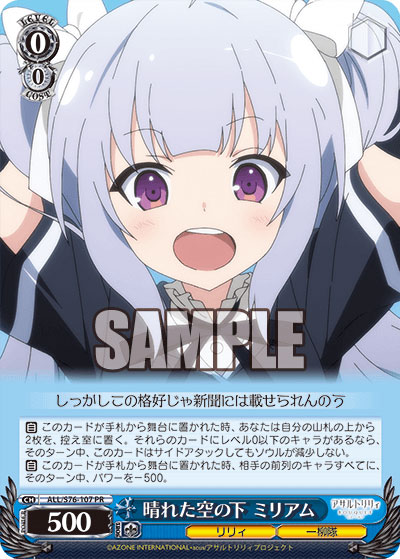 LEVEL
0
0
COST
SAMPLE
しっかしこの格好じゃ新聞には載せられんのう
自 このカードが手札から舞台に置かれた時、あなたは自分の山札の上から
2枚を、控え室に置く。それらのカードにレベル0以下のキャラがあるなら、
そのターン中、このカードはサイドアタックしてもソウルが減少しない。
自 このカードが手札から舞台に置かれた時、相手の前列のキャラすべてに、
そのターン中、パワーを-500。
CH ALL/S76-107 PR
アサルトリリィ
500
晴れた空の下 ミリアム
リリィ
一柳隊
©AZONE INTERNATIONAL・acus/アサルトリリィプロジェクト